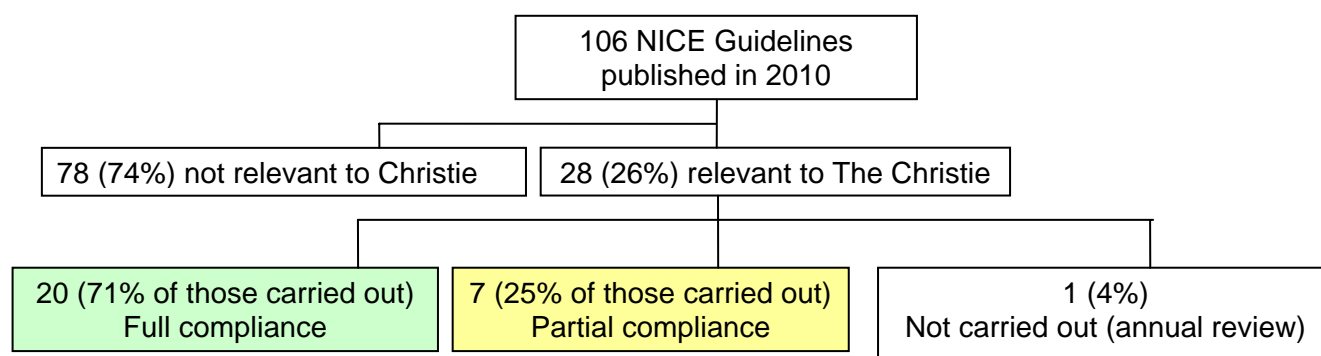 106 NICE Guidelines
published in 2010
78 (74%) not relevant to Christie
28 (26%) relevant to The Christie
20 (71% of those carried out)
Full compliance
7 (25% of those carried out)
Partial compliance
1 (4%)
Not carried out (annual review)